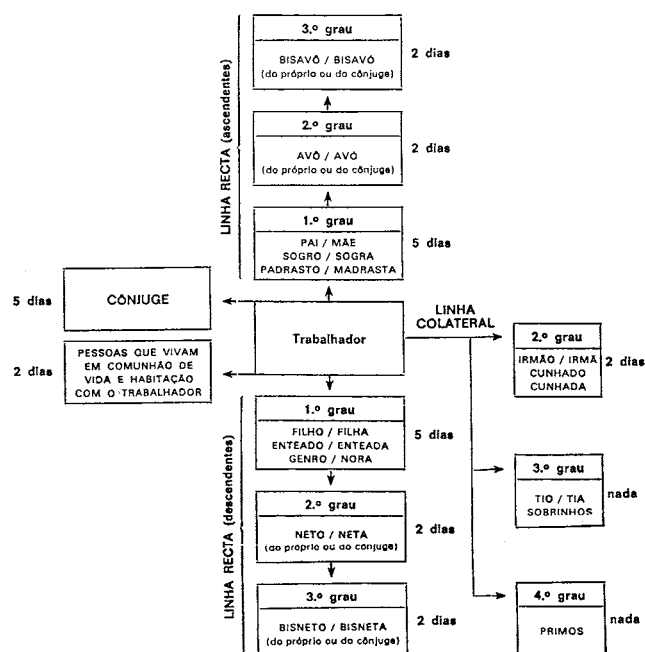 LINHA RECTA (ascendentes)
3.º grau
BISAVÔ / BISAVÓ
(do próprio ou do cônjuge)
2 dias
2.º grau
AVÔ / AVÓ
(do próprio ou do cônjuge)
2 dias
1.º grau
PAI / MÃE
SOGRO / SOGRA
PADRASTO / MADRASTA
5 dias
5 dias
CÔNJUGE
2 dias
PESSOAS QUE VIVAM
EM COMUNHÃO DE
VIDA E HABITAÇÃO
COM O TRABALHADOR
Trabalhador
LINHA
COLATERAL
2.º grau
IRMÃO / IRMÃ
CUNHADO
CUNHADA
2 dias
3.º grau
TIO / TIA
SOBRINHOS
nada
4.º grau
PRIMOS
nada
LINHA RECTA (descendentes)
1.º grau
FILHO / FILHA
ENTEADO / ENTEADA
GENRO / NORA
5 dias
2.º grau
NETO / NETA
(do próprio ou do cônjuge)
2 dias
3.º grau
BISNETO / BISNETA
(do próprio ou do cônjuge)
2 dias